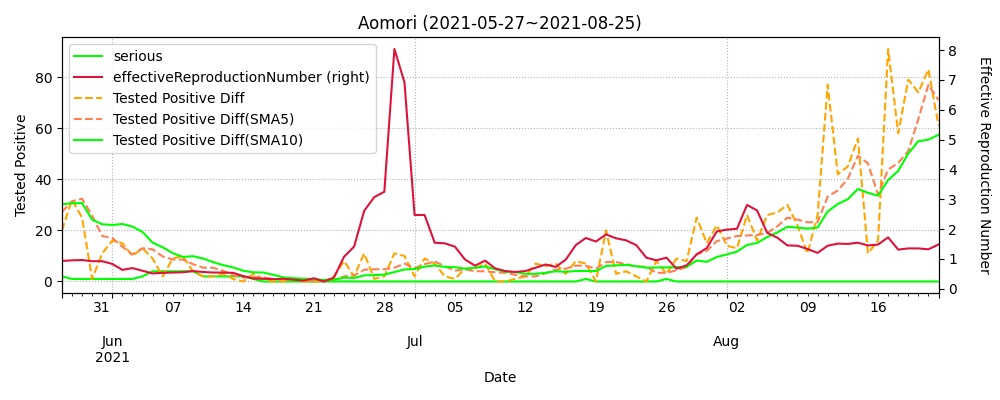 Aomori (2021-05-27~2021-08-25)
serious
effectiveReproductionNumber (right)
Tested Positive Diff
Tested Positive Diff(SMA5)
Tested Positive Diff(SMA10)
Tested Positive
80
60
40
20
0
Effective Reproduction Number
8
7
6
5
4
3
2
1
0
31 07 14 21 28 05 12 19 26 02 09 16
Jun Jul Aug
2021
Date